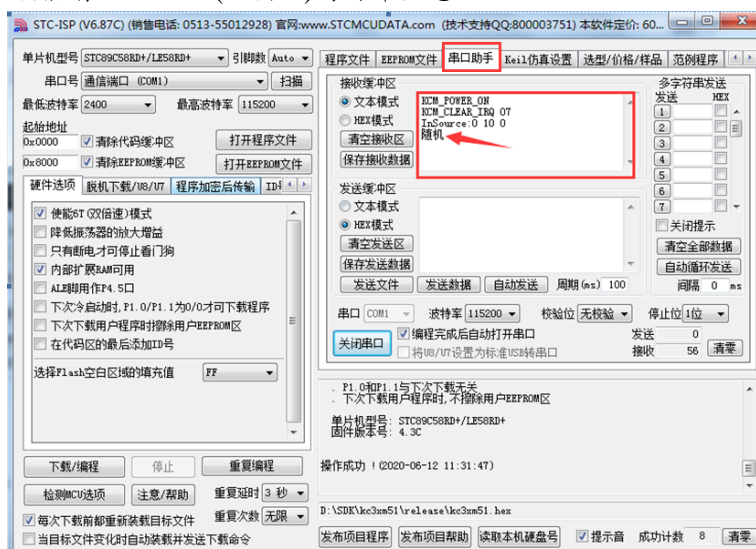 STC-ISP (V6.87C) (销售电话: 0513-55012928) 官网:www.STCMCUDATA.com (技术支持QQ:800003751) 本软件定价: 60...
单片机型号 STC89C58RD+/LE58RD+ 引脚数 Auto
串口号 通信端口 (COM1) 扫描
最低波特率 2400 最高波特率 115200
起始地址
0x0000 清除代码缓冲区 打开程序文件
0x8000 清除EEPROM缓冲区 打开EEPROM文件
硬件选项 脱机下载/U8/U7 程序加密后传输
使能6T(双倍速)模式
降低振荡器的放大增益
只有断电才可停止看门狗
内部扩展RAM可用
ALE脚用作P4.5口
下次冷启动时,P1.0/P1.1为0/0才可下载程序
下次下载用户程序时擦除用户EEPROM区
在代码区的最后添加ID号
选择Flash空白区域的填充值 FF
下载/编程 停止 重复编程
检测MCU选项 注意/帮助 重复延时 3 秒
每次下载前都重新装载目标文件 重复次数 无限
当目标文件变化时自动装载并发送下载命令
程序文件 EEPROM文件 串口助手 Keil仿真设置 选型/价格/样品 范例程序
接收缓冲区
文本模式
HEX模式
清空接收区
保存接收数据
KCM_POWER_ON
KCM_CLEAR_IRQ 07
InSource:0 10 0
随机
多字符串发送
发送 HEX
1
2
3
4
5
6
7
关闭提示
清空全部数据
自动循环发送
间隔 0 ms
发送缓冲区
文本模式
HEX模式
清空发送区
保存发送数据
发送文件 发送数据 自动发送 周期(ms) 100
串口 COM1 波特率 115200 校验位 无校验 停止位 1位
关闭串口 编程完成后自动打开串口 发送 0
将U8/U7设置为标准USB转串口 接收 56 清零
. P1.0和P1.1与下次下载无关
. 下次下载用户程序时,不擦除用户EEPROM区
单片机型号: STC89C58RD+/LE58RD+
固件版本号: 4.3C
操作成功 !(2020-06-12 11:31:47)
D:\SDK\kc3xm51\release\kc3xm51.hex
发布项目程序 发布项目帮助 读取本机硬盘号 提示音 成功计数 8 清零